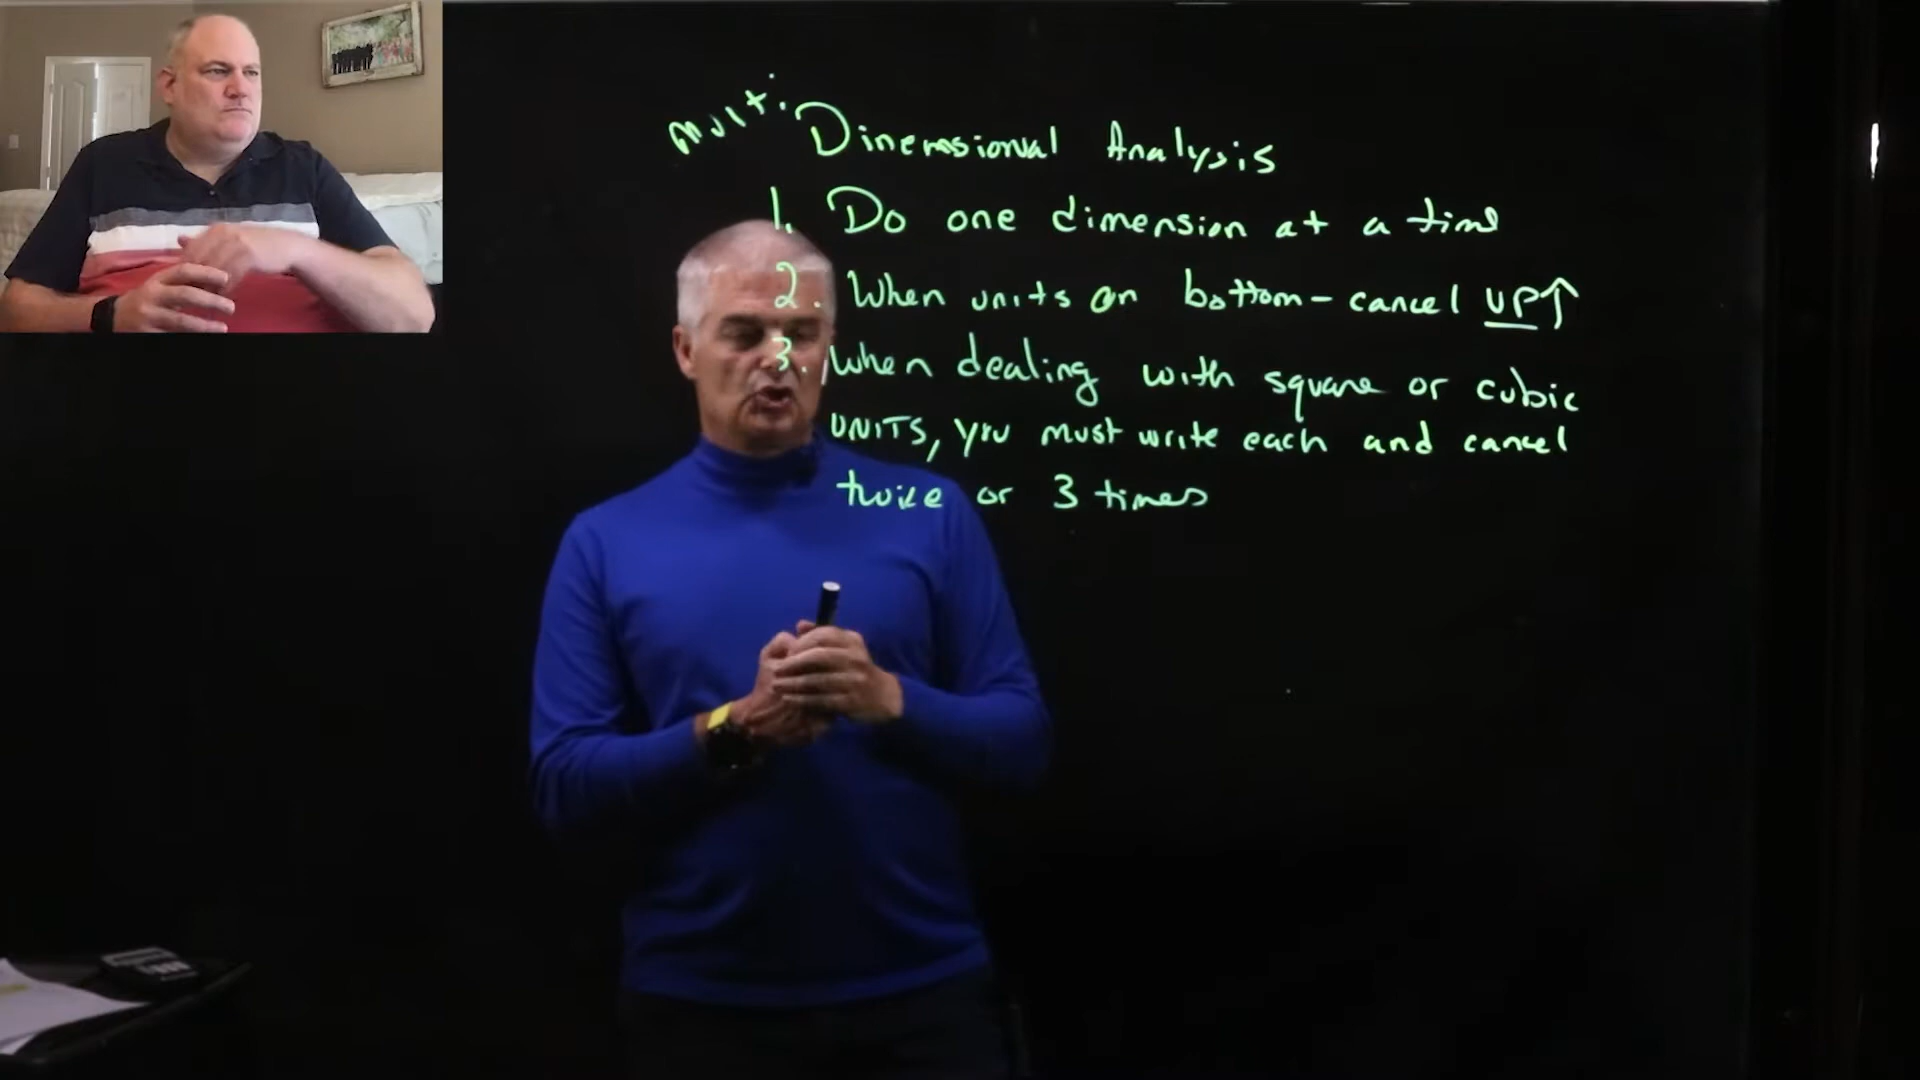 Multi. Dimensional Analysis
1. Do one dimension at a time
2. When units on bottom - cancel UP↑
3. When dealing with square or cubic
UNITS, you must write each and cancel
twice or 3 times